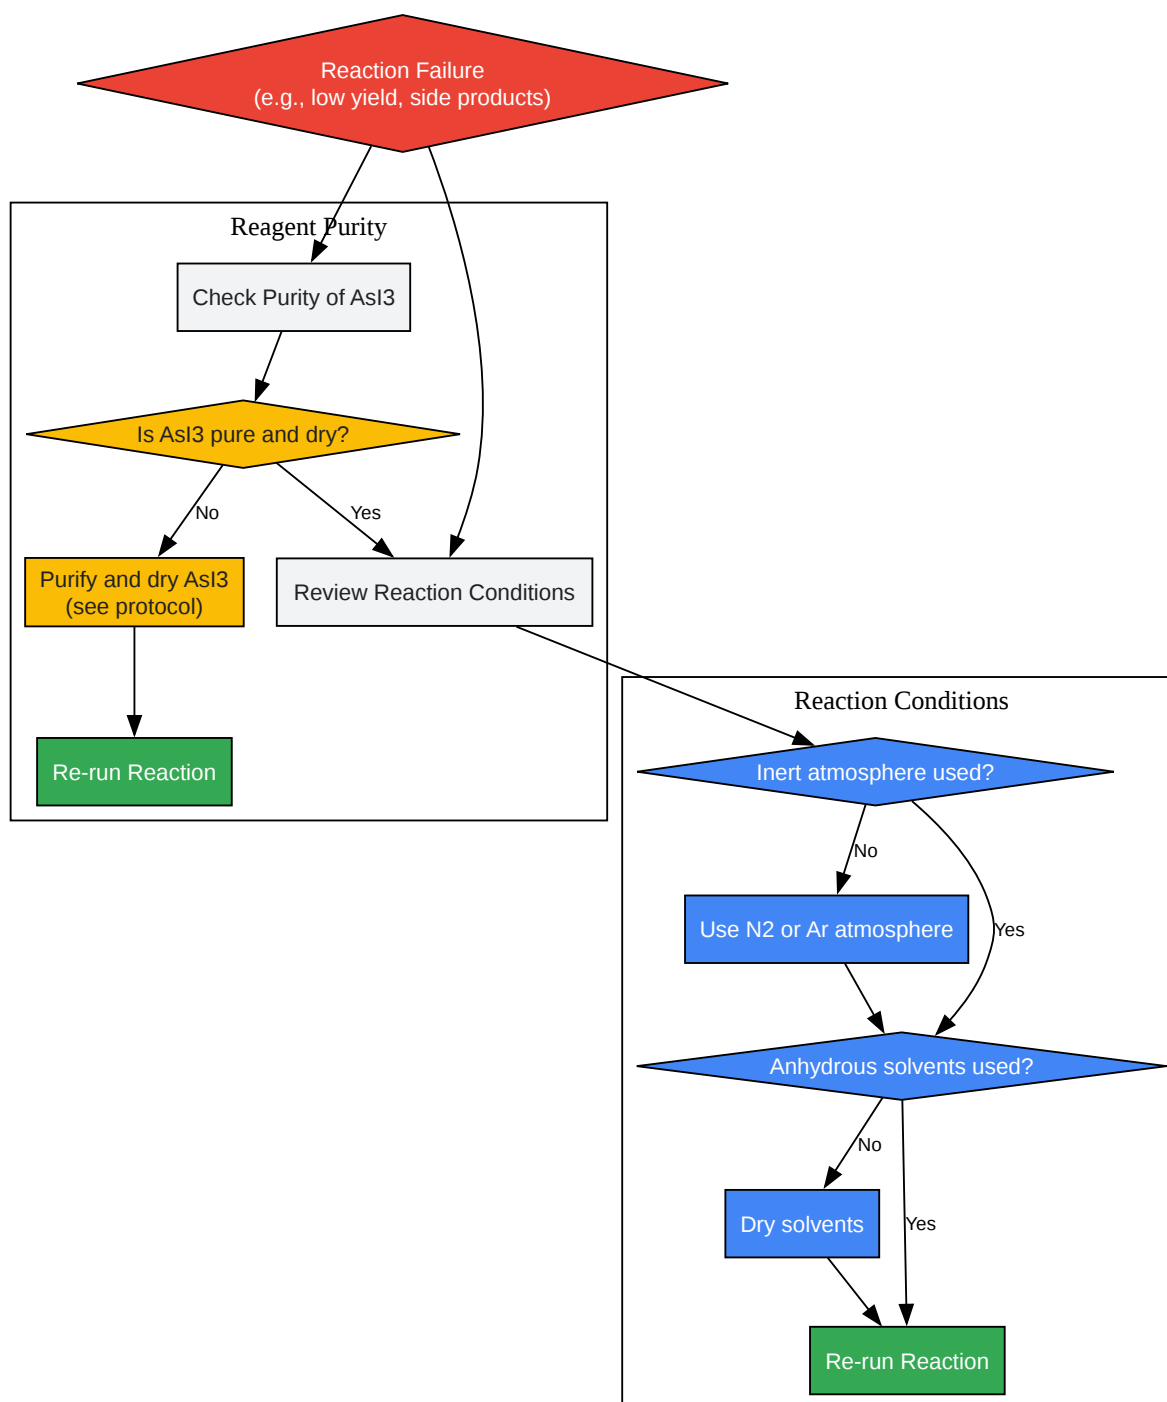 Reaction Failure
(e.g., low yield, side products)
Reagent Purity
Check Purity of AsI3
Is AsI3 pure and dry?
No
Yes
Purify and dry AsI3
(see protocol)
Review Reaction Conditions
Re-run Reaction
Reaction Conditions
Inert atmosphere used?
No
Use N2 or Ar atmosphere
Yes
Anhydrous solvents used?
No
Dry solvents
Yes
Re-run Reaction